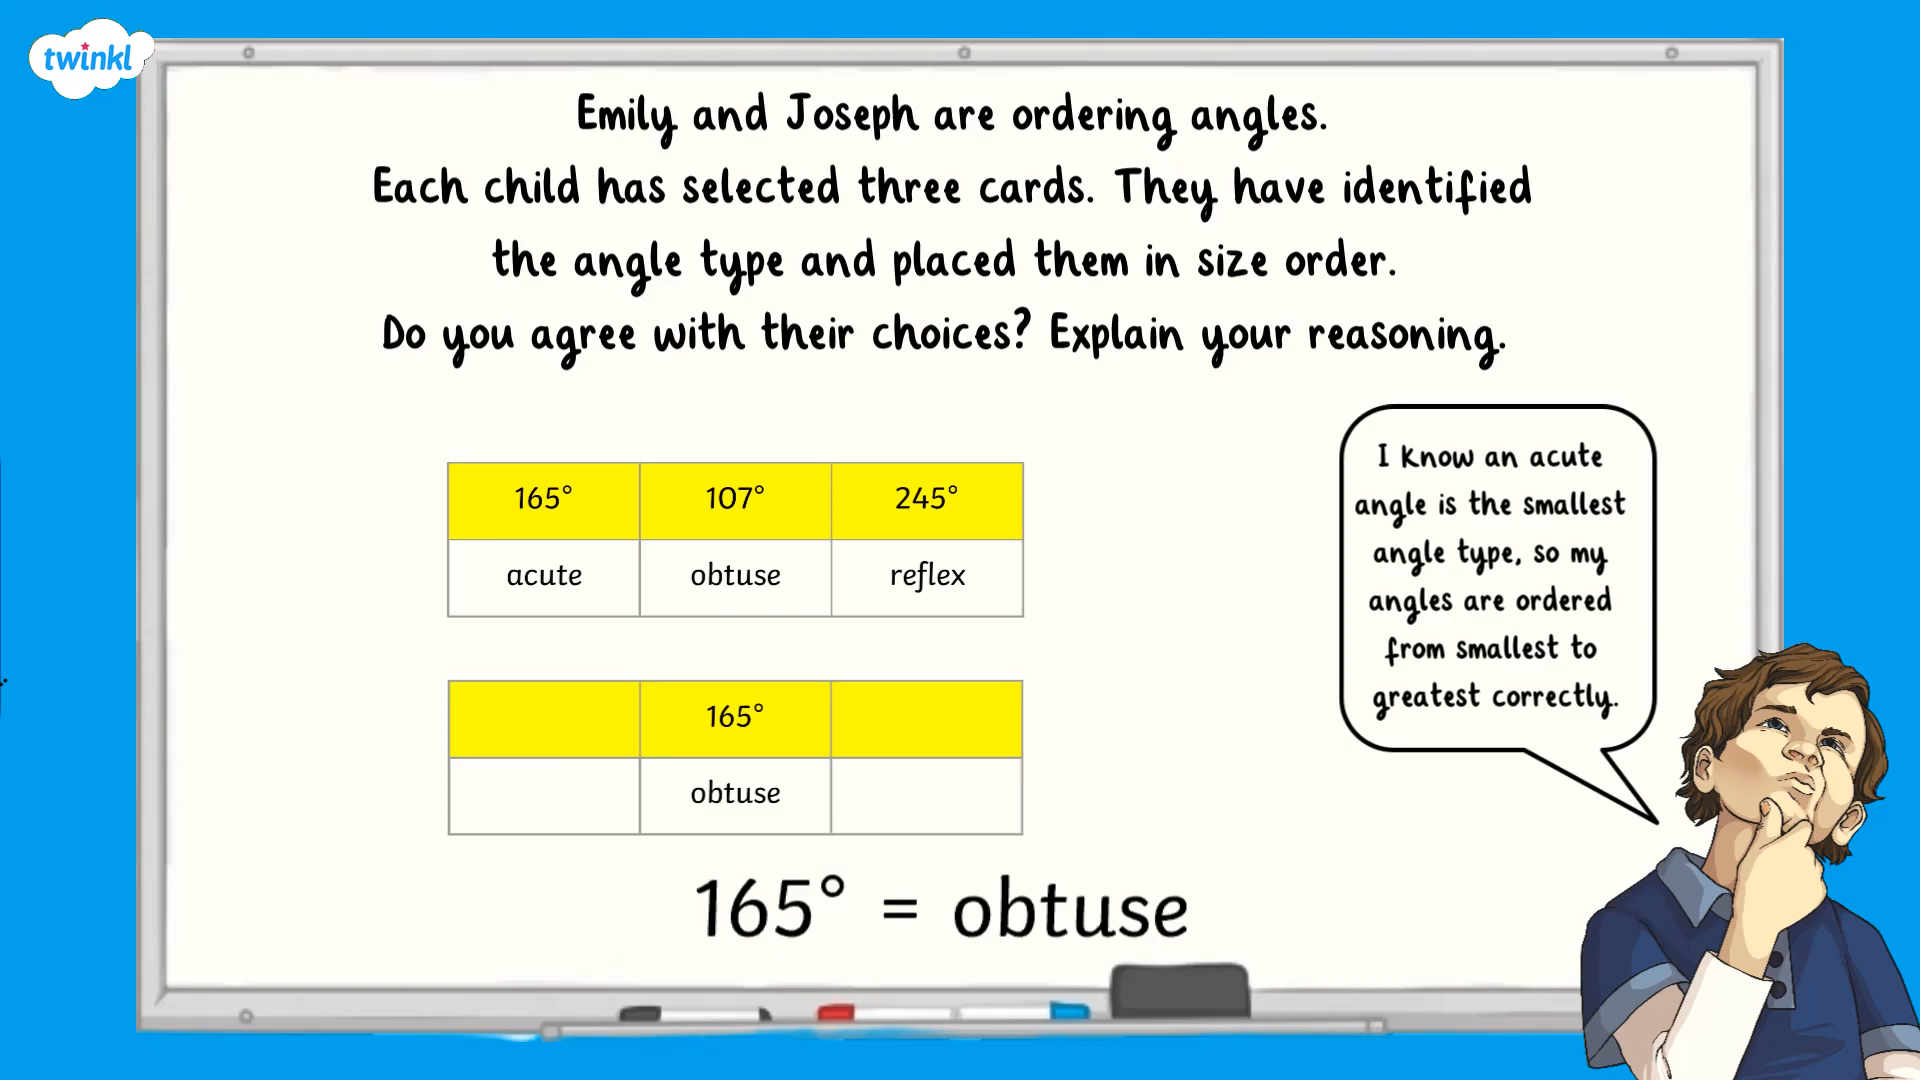 twinkl
Emily and Joseph are ordering angles.
Each child has selected three cards. They have identified
the angle type and placed them in size order.
Do you agree with their choices? Explain your reasoning.
165° 107° 245°
acute obtuse reflex
165°
obtuse
165° = obtuse
I know an acute
angle is the smallest
angle type, so my
angles are ordered
from smallest to
greatest correctly.